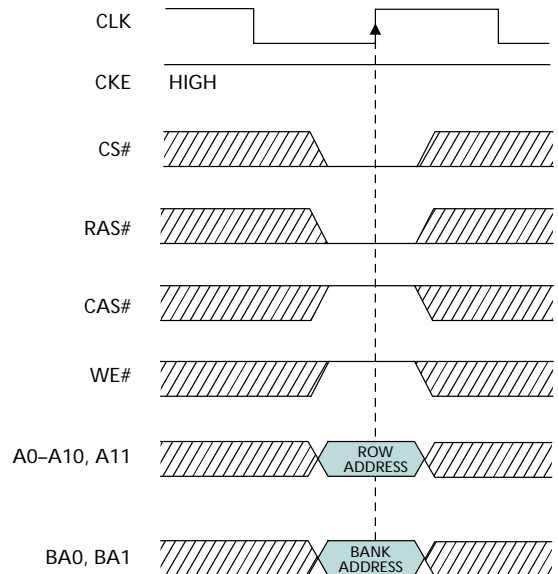 CLK
CKE HIGH
CS#
RAS#
CAS#
WE#
A0–A10, A11 ROW
ADDRESS
BA0, BA1 BANK
ADDRESS